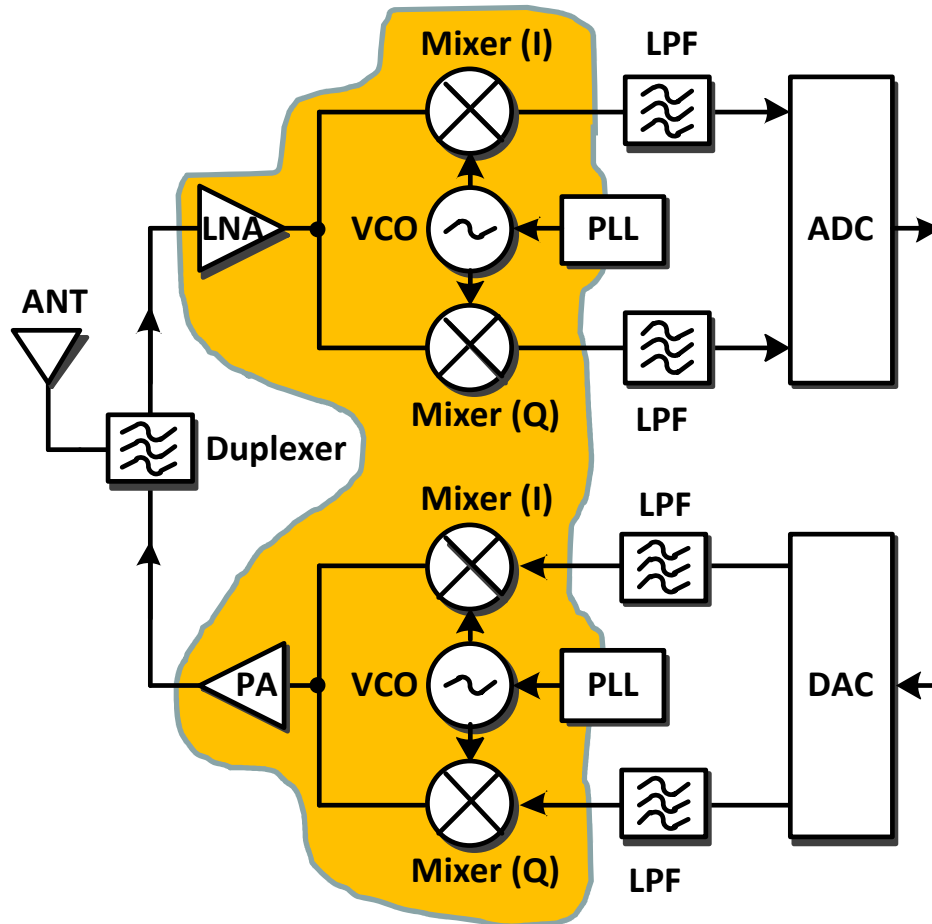 Mixer (I)
LPF
LNA
VCO
PLL
ADC
ANT
Mixer (Q)
LPF
Duplexer
Mixer (I)
LPF
PA
VCO
PLL
DAC
Mixer (Q)
LPF